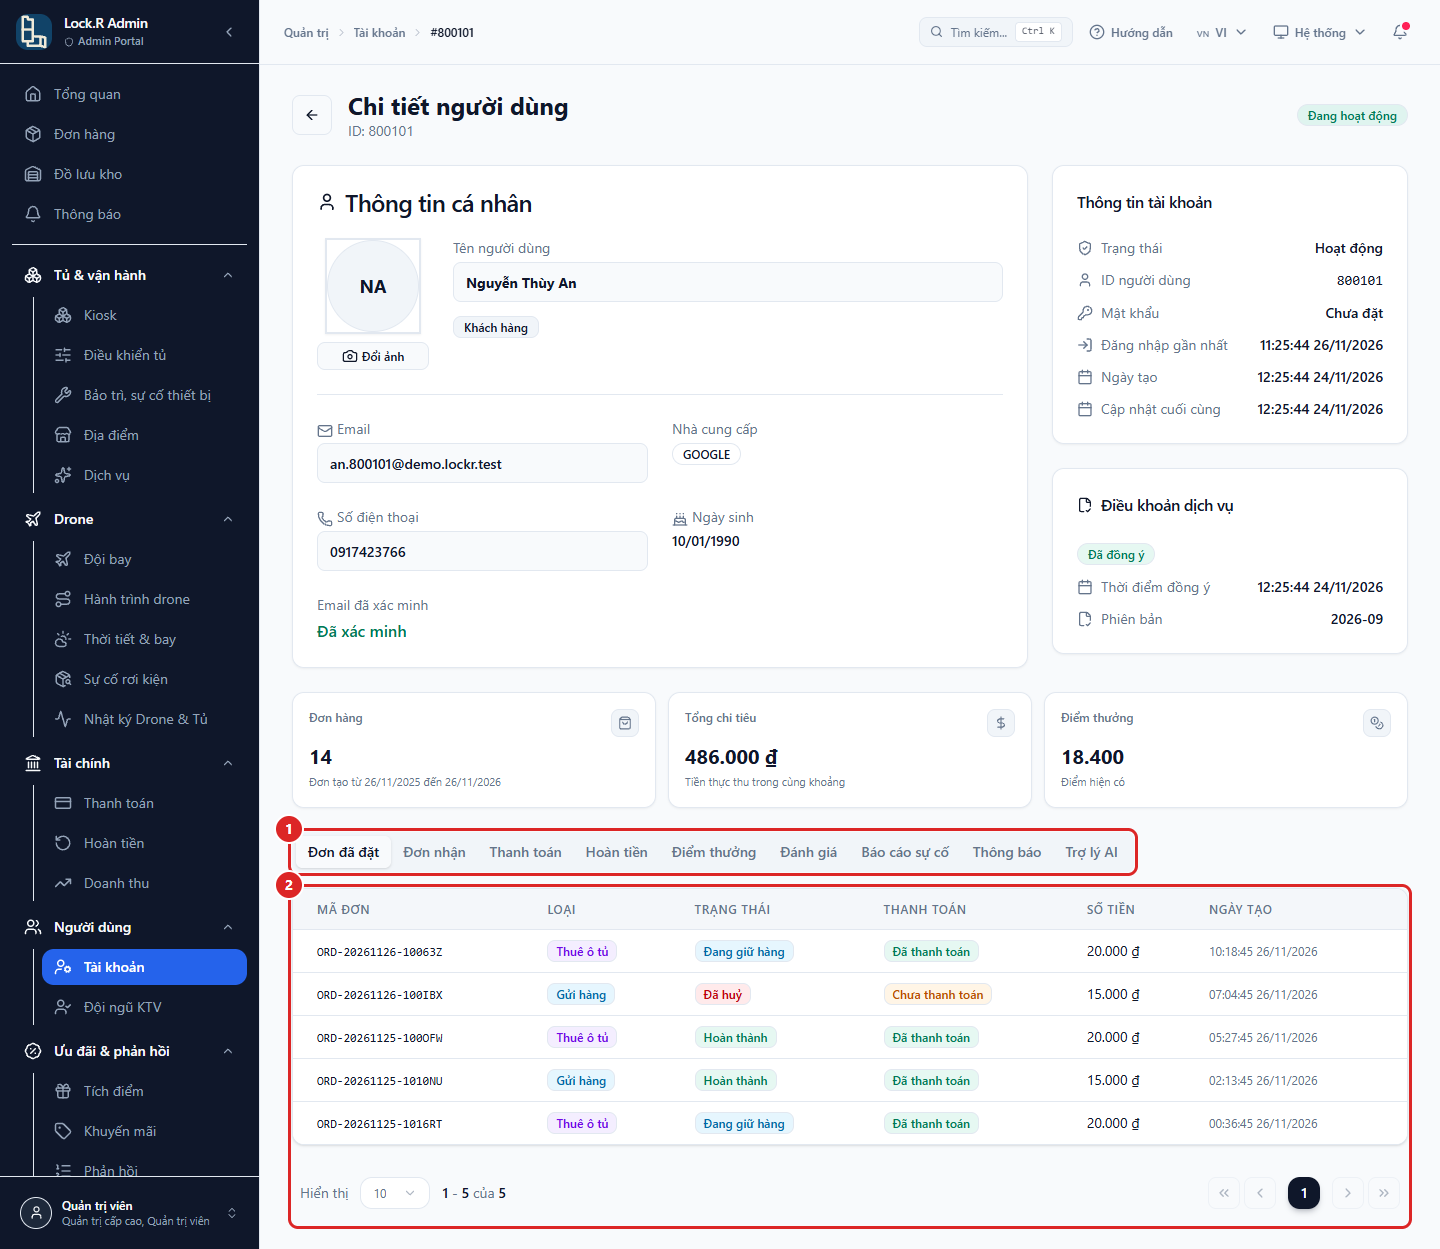 Lock.R Admin
Admin Portal
Tổng quan
Đơn hàng
Đồ lưu kho
Thông báo
Tủ & vận hành
Kiosk
Điều khiển tủ
Bảo trì, sự cố thiết bị
Địa điểm
Dịch vụ
Drone
Đội bay
Hành trình drone
Thời tiết & bay
Sự cố rơi kiện
Nhật ký Drone & Tủ
Tài chính
Thanh toán
Hoàn tiền
Doanh thu
Người dùng
Tài khoản
Đội ngũ KTV
Ưu đãi & phản hồi
Tích điểm
Khuyến mãi
Phản hồi
Quản trị viên
Quản trị cấp cao, Quản trị viên
Quản trị Tài khoản #800101
Tìm kiếm... Ctrl K
Hướng dẫn
VN VI
Hệ thống
Chi tiết người dùng
ID: 800101
Đang hoạt động
Thông tin cá nhân
NA
Đổi ảnh
Tên người dùng
Nguyễn Thùy An
Khách hàng
Email
an.800101@demo.lockr.test
Nhà cung cấp
GOOGLE
Số điện thoại
0917423766
Ngày sinh
10/01/1990
Email đã xác minh
Đã xác minh
Thông tin tài khoản
Trạng thái Hoạt động
ID người dùng 800101
Mật khẩu Chưa đặt
Đăng nhập gần nhất 11:25:44 26/11/2026
Ngày tạo 12:25:44 24/11/2026
Cập nhật cuối cùng 12:25:44 24/11/2026
Điều khoản dịch vụ
Đã đồng ý
Thời điểm đồng ý 12:25:44 24/11/2026
Phiên bản 2026-09
Đơn hàng
14
Đơn tạo từ 26/11/2025 đến 26/11/2026
Tổng chi tiêu
486.000 ₫
Tiền thực thu trong cùng khoảng
Điểm thưởng
18.400
Điểm hiện có
1
Đơn đã đặt Đơn nhận Thanh toán Hoàn tiền Điểm thưởng Đánh giá Báo cáo sự cố Thông báo Trợ lý AI
2
MÃ ĐƠN LOẠI TRẠNG THÁI THANH TOÁN SỐ TIỀN NGÀY TẠO
ORD-20261126-10063Z Thuê ô tủ Đang giữ hàng Đã thanh toán 20.000 ₫ 10:18:45 26/11/2026
ORD-20261126-100IBX Gửi hàng Đã huỷ Chưa thanh toán 15.000 ₫ 07:04:45 26/11/2026
ORD-20261125-100OFW Thuê ô tủ Hoàn thành Đã thanh toán 20.000 ₫ 05:27:45 26/11/2026
ORD-20261125-1010NU Gửi hàng Hoàn thành Đã thanh toán 15.000 ₫ 02:13:45 26/11/2026
ORD-20261125-1016RT Thuê ô tủ Đang giữ hàng Đã thanh toán 20.000 ₫ 00:36:45 26/11/2026
Hiển thị 10 1 - 5 của 5
1